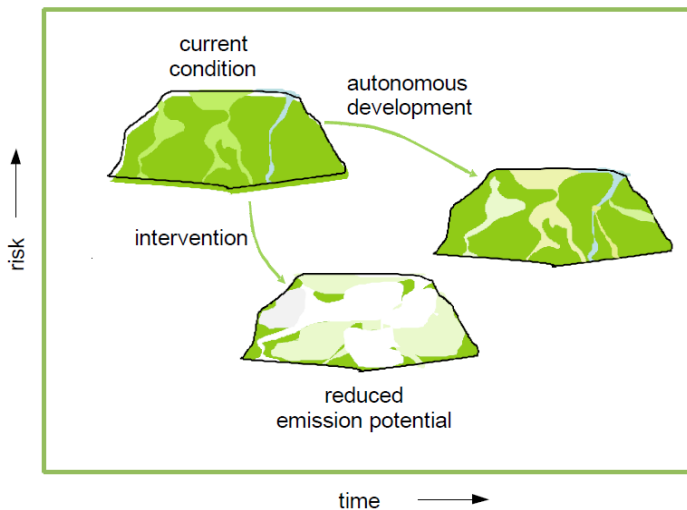 current
condition
autonomous
development
intervention
reduced
emission potential
risk
time